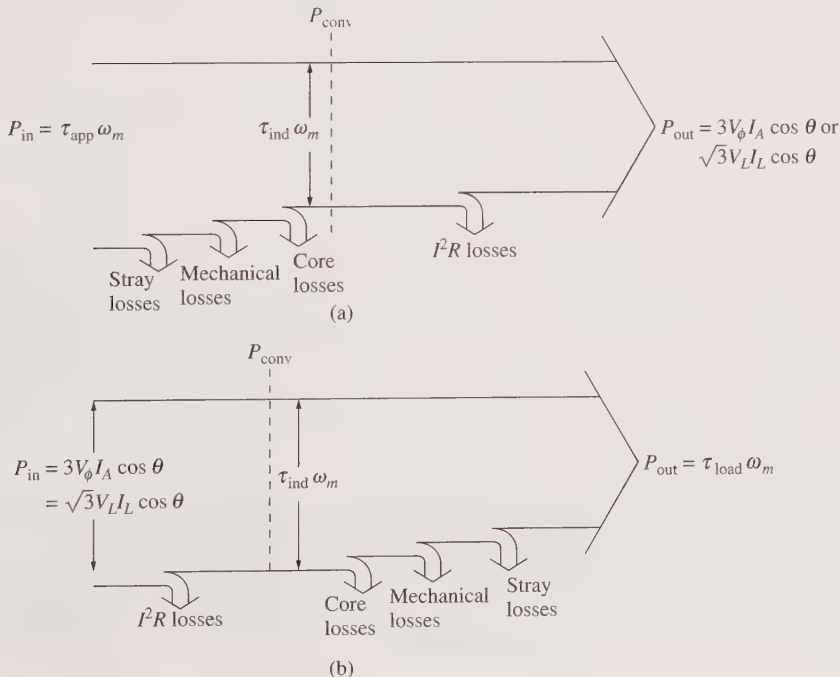 P_conv
P_in = τ_app ω_m
τ_ind ω_m
P_out = 3V_ϕ I_A cos θ or
√3V_L I_L cos θ
I²R losses
Stray
losses
Mechanical
losses
Core
losses
(a)
P_conv
P_in = 3V_ϕ I_A cos θ
= √3V_L I_L cos θ
τ_ind ω_m
P_out = τ_load ω_m
I²R losses
Core
losses
Mechanical
losses
Stray
losses
(b)